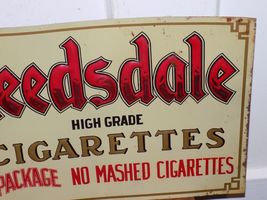 eedsdale
HIGH GRADE
CIGARETTES
PACKAGE NO MASHED CIGARETTES